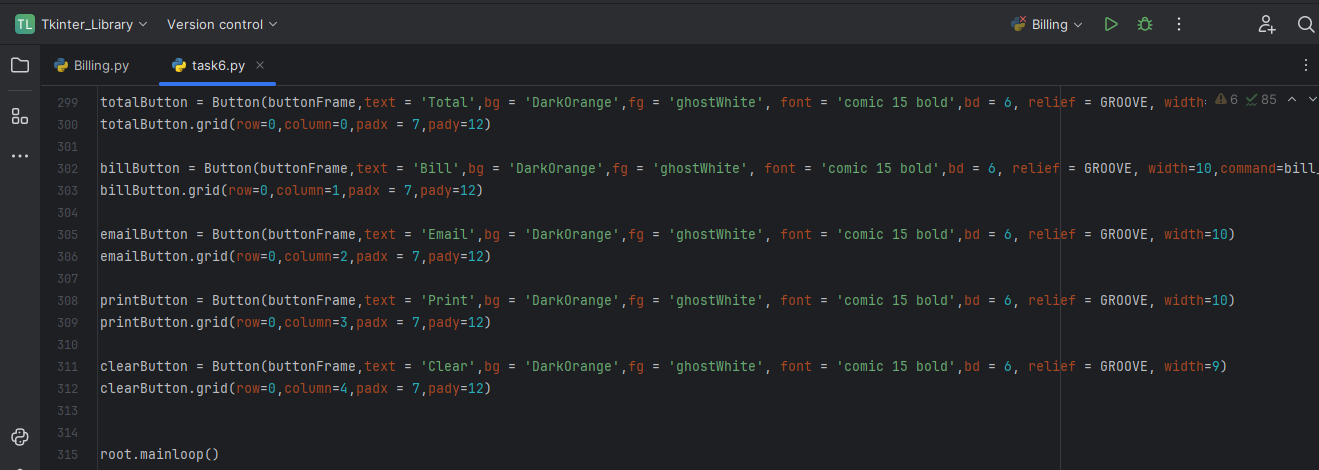 TL Tkinter_Library Version control Billing
Billing.py task6.py
299 totalButton = Button(buttonFrame,text = 'Total',bg = 'DarkOrange',fg = 'ghostWhite', font = 'comic 15 bold',bd = 6, relief = GROOVE, width= 6 85
300 totalButton.grid(row=0,column=0,padx = 7,pady=12)
301
302 billButton = Button(buttonFrame,text = 'Bill',bg = 'DarkOrange',fg = 'ghostWhite', font = 'comic 15 bold',bd = 6, relief = GROOVE, width=10,command=bill_
303 billButton.grid(row=0,column=1,padx = 7,pady=12)
304
305 emailButton = Button(buttonFrame,text = 'Email',bg = 'DarkOrange',fg = 'ghostWhite', font = 'comic 15 bold',bd = 6, relief = GROOVE, width=10)
306 emailButton.grid(row=0,column=2,padx = 7,pady=12)
307
308 printButton = Button(buttonFrame,text = 'Print',bg = 'DarkOrange',fg = 'ghostWhite', font = 'comic 15 bold',bd = 6, relief = GROOVE, width=10)
309 printButton.grid(row=0,column=3,padx = 7,pady=12)
310
311 clearButton = Button(buttonFrame,text = 'Clear',bg = 'DarkOrange',fg = 'ghostWhite', font = 'comic 15 bold',bd = 6, relief = GROOVE, width=9)
312 clearButton.grid(row=0,column=4,padx = 7,pady=12)
313
314
315 root.mainloop()